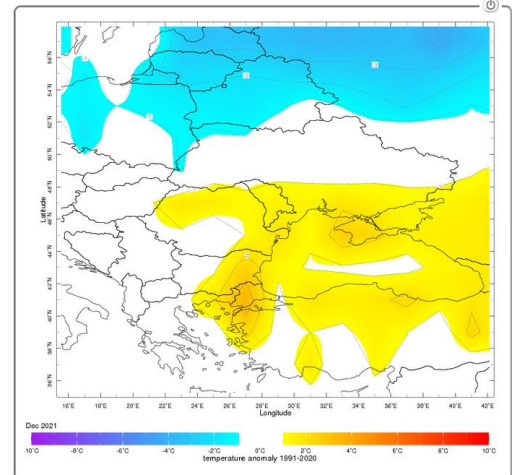 56°N
54°N
52°N
50°N
48°N
46°N
44°N
42°N
40°N
38°N
36°N
Latitude
16°E 18°E 20°E 22°E 24°E 26°E 28°E 30°E 32°E 34°E 36°E 38°E 40°E 42°E
Longitude
Dec 2021
-10°C -8°C -6°C -4°C -2°C 0°C 2°C 4°C 6°C 8°C 10°C
temperature anomaly 1991-2020